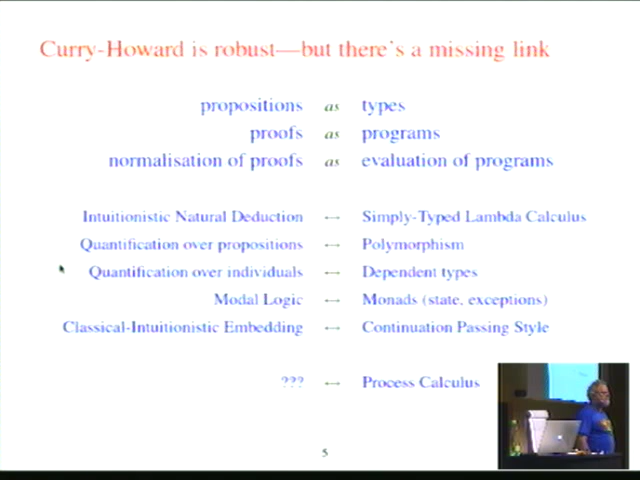 Curry-Howard is robust—but there's a missing link
propositions as types
proofs as programs
normalisation of proofs as evaluation of programs
Intuitionistic Natural Deduction ↔ Simply-Typed Lambda Calculus
Quantification over propositions ↔ Polymorphism
Quantification over individuals ↔ Dependent types
Modal Logic ↔ Monads (state, exceptions)
Classical-Intuitionistic Embedding ↔ Continuation Passing Style
??? ↔ Process Calculus
5